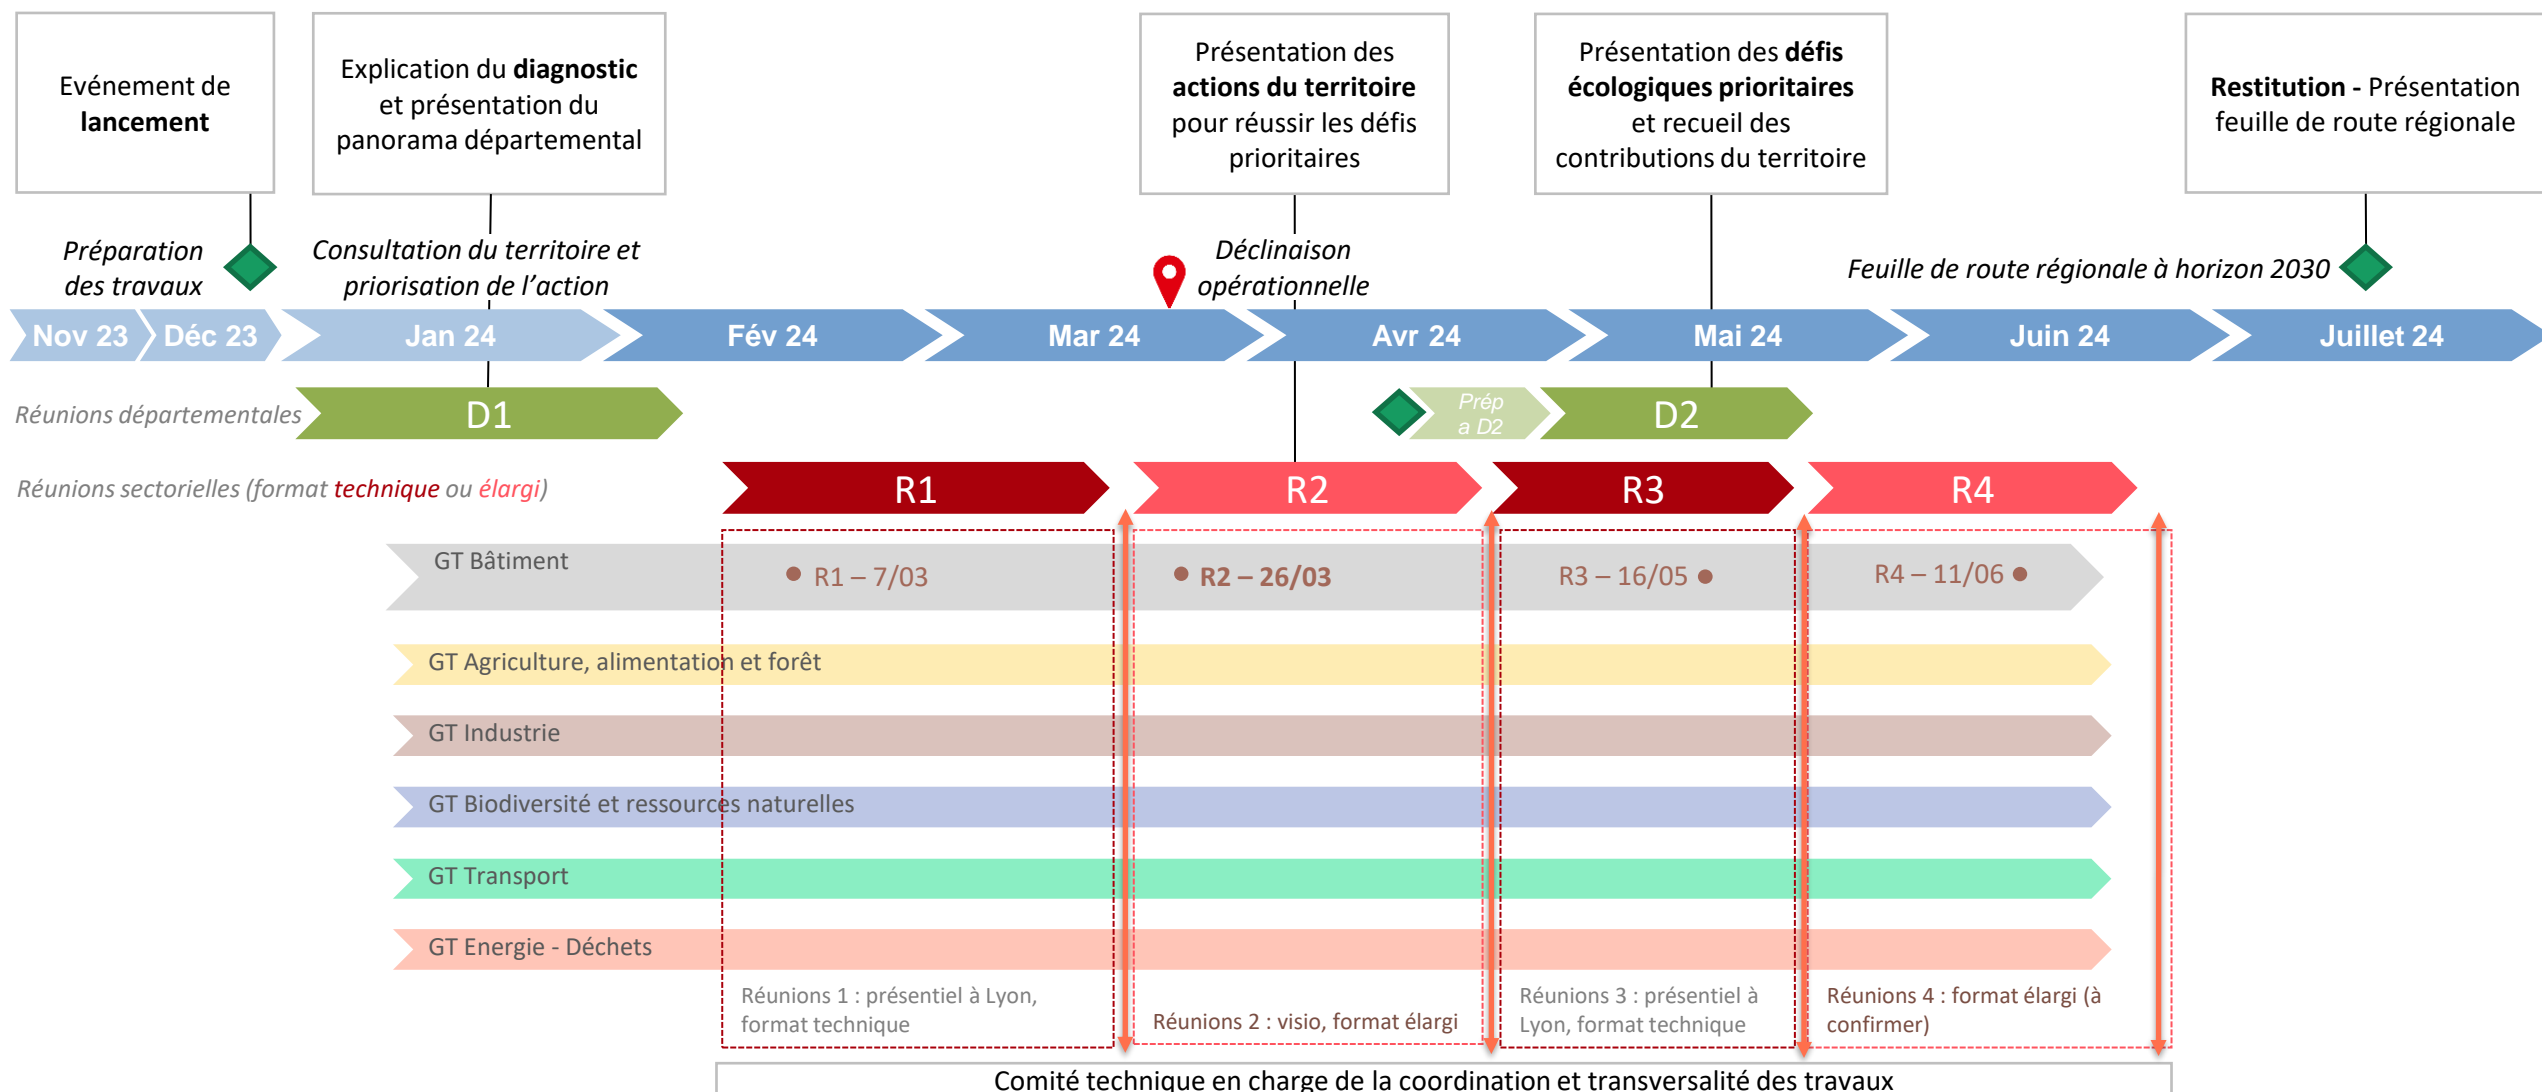 Evénement de
lancement
Explication du diagnostic
et présentation du
panorama départemental
Présentation des
actions du territoire
pour réussir les défis
prioritaires
Présentation des défis
écologiques prioritaires
et recueil des
contributions du territoire
Restitution - Présentation
feuille de route régionale
Préparation
des travaux
Consultation du territoire et
priorisation de l’action
Déclinaison
opérationnelle
Feuille de route régionale à horizon 2030
Nov 23
Déc 23
Jan 24
Fév 24
Mar 24
Avr 24
Mai 24
Juin 24
Juillet 24
Réunions départementales
D1
Prép
a D2
D2
Réunions sectorielles (format technique ou élargi)
R1
R2
R3
R4
GT Bâtiment
R1 – 7/03
R2 – 26/03
R3 – 16/05
R4 – 11/06
GT Agriculture, alimentation et forêt
GT Industrie
GT Biodiversité et ressources naturelles
GT Transport
GT Energie - Déchets
Réunions 1 : présentiel à Lyon,
format technique
Réunions 2 : visio, format élargi
Réunions 3 : présentiel à
Lyon, format technique
Réunions 4 : format élargi (à
confirmer)
Comité technique en charge de la coordination et transversalité des travaux